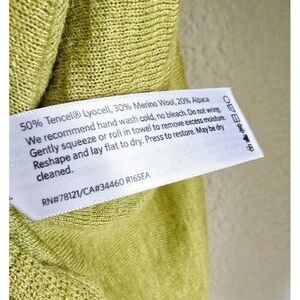 50% Tencel® Lyocell, 30% Merino Wool, 20% Alpaca
We recommend hand wash cold, no bleach. Do not wring.
Gently squeeze or roll in towel to remove excess moisture.
Reshape and lay flat to dry. Press to restore. May be dry
cleaned.
RN#78121/CA#34460 R16SEA